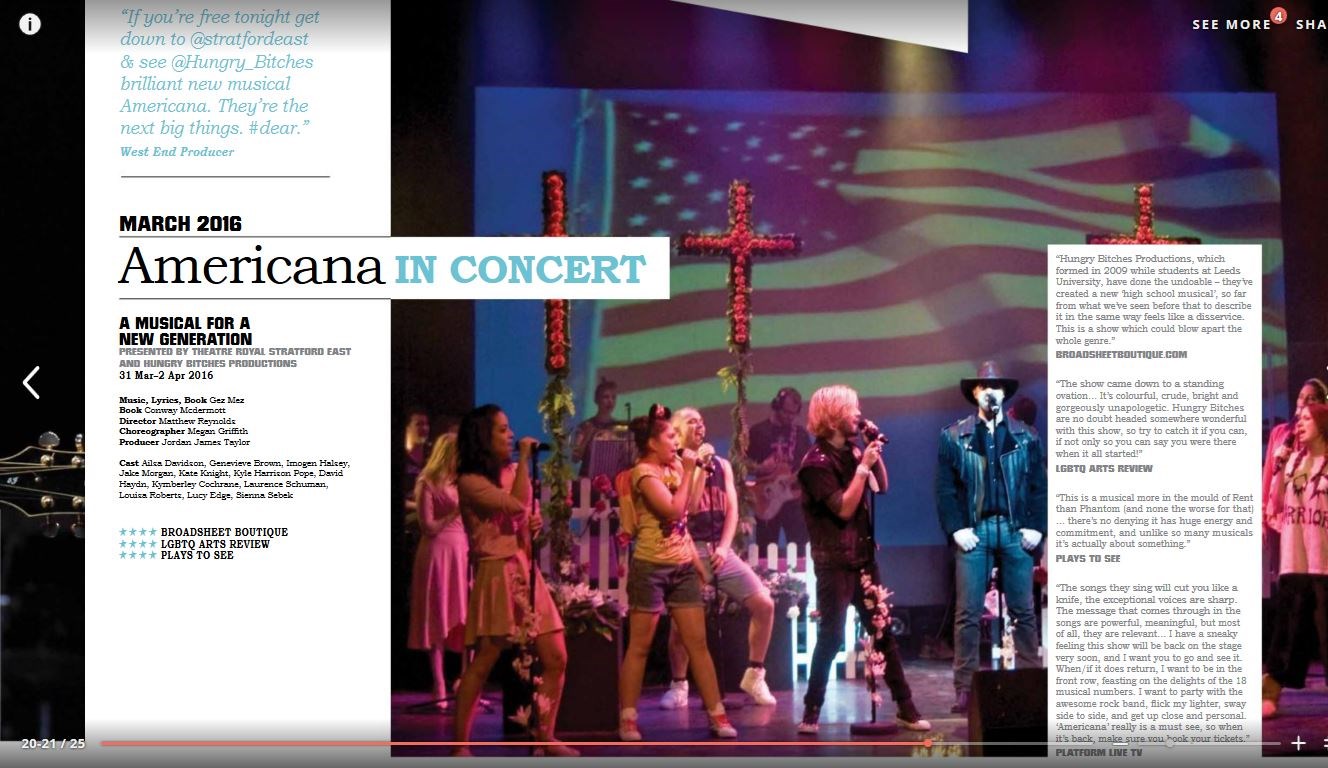 SEE MORE
4
SHA
“If you’re free tonight get
down to @stratfordeast
& see @Hungry_Bitches
brilliant new musical
Americana. They’re the
next big things. #dear.”
West End Producer
MARCH 2016
Americana IN CONCERT
A MUSICAL FOR A
NEW GENERATION
PRESENTED BY THEATRE ROYAL STRATFORD EAST
AND HUNGRY BITCHES PRODUCTIONS
31 Mar–2 Apr 2016
Music, Lyrics, Book Gez Mez
Book Conway Mcdermott
Director Matthew Reynolds
Choreographer Megan Griffith
Producer Jordan James Taylor
Cast Ailsa Davidson, Genevieve Brown, Imogen Halsey,
Jake Morgan, Kate Knight, Kyle Harrison Pope, David
Haydn, Kymberley Cochrane, Laurence Schuman,
Louisa Roberts, Lucy Edge, Sienna Sebek
★★★★ BROADSHEET BOUTIQUE
★★★★ LGBTQ ARTS REVIEW
★★★★ PLAYS TO SEE
“Hungry Bitches Productions, which
formed in 2009 while students at Leeds
University, have done the undoable – they’ve
created a new ‘high school musical’, so far
from what we’ve seen before that to describe
it in the same way feels like a disservice.
This is a show which could blow apart the
whole genre.”
BROADSHEETBOUTIQUE.COM
“The show came down to a standing
ovation... It’s colourful, crude, bright and
gorgeously unapologetic. Hungry Bitches
are no doubt headed somewhere wonderful
with this show, so try to catch it if you can,
if not only so you can say you were there
when it all started!”
LGBTQ ARTS REVIEW
“This is a musical more in the mould of Rent
than Phantom (and none the worse for that)
... there’s no denying it has huge energy and
commitment, and unlike so many musicals
it’s actually about something.”
PLAYS TO SEE
“The songs they sing will cut you like a
knife, the exceptional voices are sharp.
The message that comes through in the
songs are powerful, meaningful, but most
of all, they are relevant... I have a sneaky
feeling this show will be back on the stage
very soon, and I want you to go and see it.
When/if it does return, I want to be in the
front row, feasting on the delights of the 18
musical numbers. I want to party with the
awesome rock band, flick my lighter, sway
side to side, and get up close and personal.
‘Americana’ really is a must see, so when
it’s back, make sure you book your tickets.”
PLATFORM LIVE TV
20-21 / 25